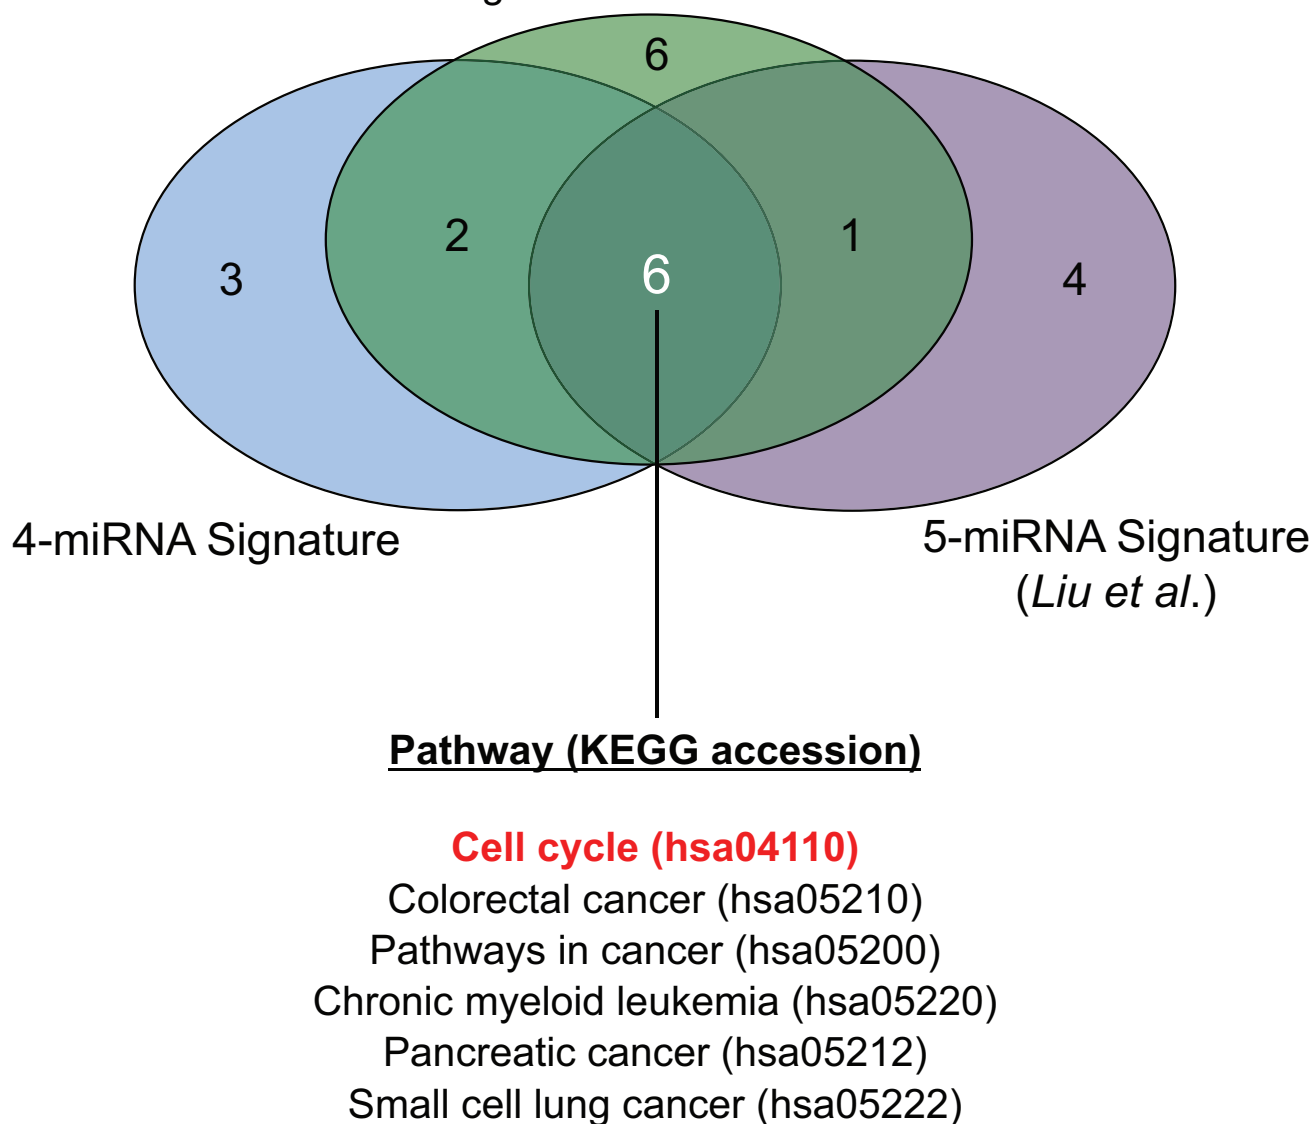 6
3
2
6
1
4
4-miRNA Signature
5-miRNA Signature
(Liu et al.)
Pathway (KEGG accession)
Cell cycle (hsa04110)
Colorectal cancer (hsa05210)
Pathways in cancer (hsa05200)
Chronic myeloid leukemia (hsa05220)
Pancreatic cancer (hsa05212)
Small cell lung cancer (hsa05222)